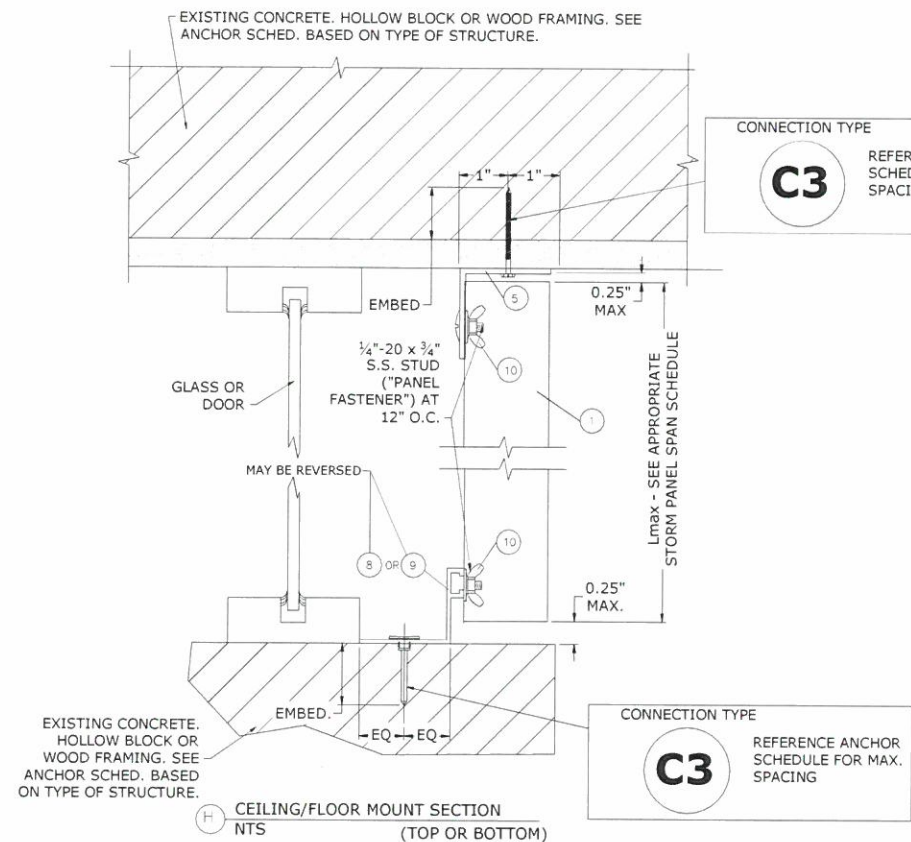 EXISTING CONCRETE. HOLLOW BLOCK OR WOOD FRAMING. SEE
ANCHOR SCHED. BASED ON TYPE OF STRUCTURE.
CONNECTION TYPE
C3
REFER
SCHED
SPACI
1"
1"
EMBED
5
0.25"
MAX
1/4"-20 x 3/4"
S.S. STUD
("PANEL
FASTENER") AT
12" O.C.
10
1
GLASS OR
DOOR
Lmax - SEE APPROPRIATE
STORM PANEL SPAN SCHEDULE
MAY BE REVERSED
8 OR 9
10
0.25"
MAX.
EMBED.
EQ
EQ
EXISTING CONCRETE.
HOLLOW BLOCK OR
WOOD FRAMING. SEE
ANCHOR SCHED. BASED
ON TYPE OF STRUCTURE.
CONNECTION TYPE
C3
REFERENCE ANCHOR
SCHEDULE FOR MAX.
SPACING
H
CEILING/FLOOR MOUNT SECTION
NTS
(TOP OR BOTTOM)